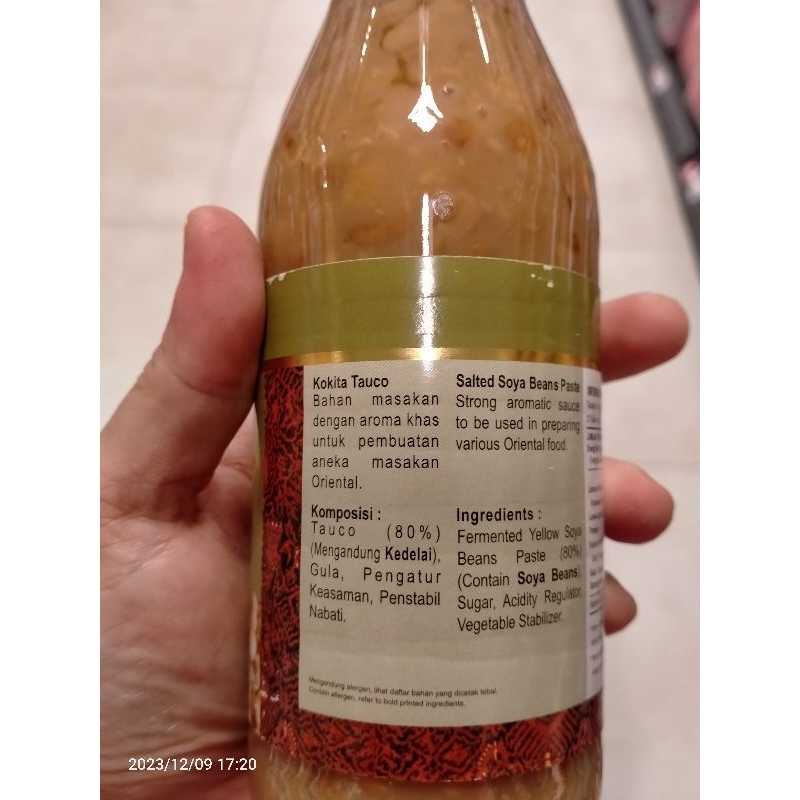 Kokita Tauco
Bahan masakan
dengan aroma khas
untuk pembuatan
aneka masakan
Oriental.
Komposisi :
Tauco (80%)
(Mengandung Kedelai),
Gula, Pengatur
Keasaman, Penstabil
Nabati.
Salted Soya Beans Paste
Strong aromatic sauce
to be used in preparing
various Oriental food.
Ingredients :
Fermented Yellow Soya
Beans Paste (80%)
(Contain Soya Beans),
Sugar, Acidity Regulator,
Vegetable Stabilizer.
Mengandung alergen, lihat daftar bahan yang dicetak tebal.
Contain allergen, refer to bold printed ingredients.
2023/12/09 17:20